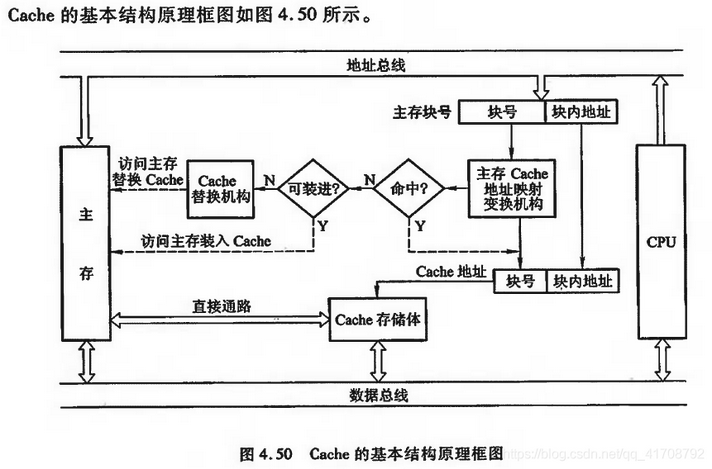 Cache 的基本结构原理框图如图 4.50 所示。
地址总线
主存块号
块号
块内地址
访问主存
替换 Cache
Cache
替换机构
N
可装进?
N
命中?
主存 Cache
地址映射
变换机构
主
存
Y
Y
访问主存装入 Cache
CPU
Cache 地址
块号
块内地址
直接通路
Cache 存储体
数据总线
图 4.50 Cache 的基本结构原理框图
https://blog.csdn.net/qq_41708792